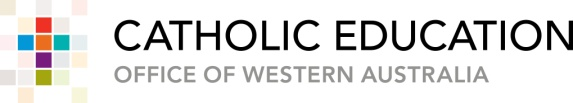 CATHOLIC EDUCATION
OFFICE OF WESTERN AUSTRALIA